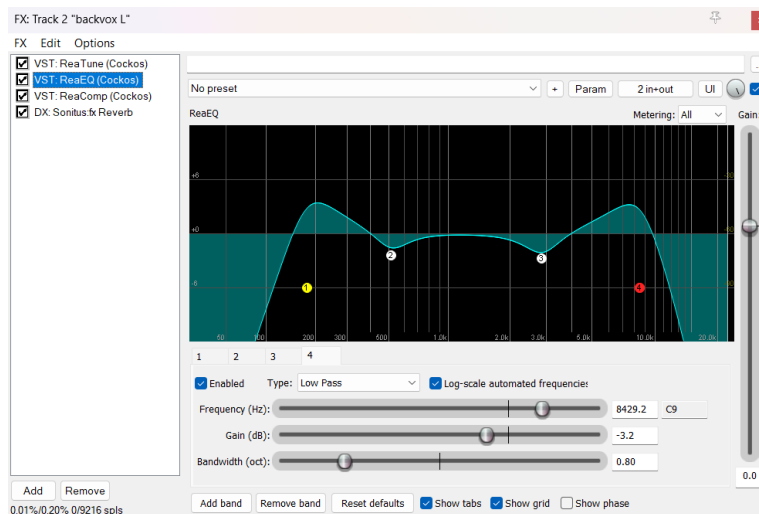 FX: Track 2 "backvox L"
FX Edit Options
VST: ReaTune (Cockos)
VST: ReaEQ (Cockos)
VST: ReaComp (Cockos)
DX: Sonitus:fx Reverb
No preset + Param 2 in+out UI
ReaEQ Metering: All Gain:
+6
+0
-6
1 2 3 4
50 100 200 300 500 1.0k 2.0k 3.0k 5.0k 10.0k 20.0k
1 2 3 4
Enabled Type: Low Pass Log-scale automated frequencies
Frequency (Hz): 8429.2 C9
Gain (dB): -3.2
Bandwidth (oct): 0.80
0.0
Add Remove
Add band Remove band Reset defaults Show tabs Show grid Show phase
0.01%/0.20% 0/9216 spls